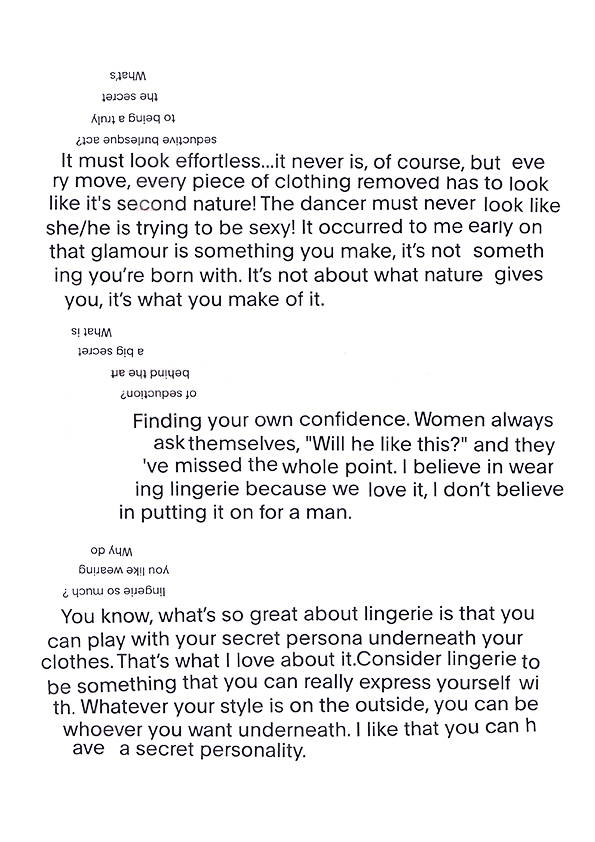 What's
the secret
to being a truly
seductive burlesque act?
It must look effortless...it never is, of course, but eve
ry move, every piece of clothing removed has to look
like it's second nature! The dancer must never look like
she/he is trying to be sexy! It occurred to me early on
that glamour is something you make, it's not someth
ing you're born with. It's not about what nature gives
you, it's what you make of it.
What is
a big secret
behind the art
of seduction?
Finding your own confidence. Women always
ask themselves, "Will he like this?" and they
've missed the whole point. I believe in wear
ing lingerie because we love it, I don't believe
in putting it on for a man.
Why do
you like wearing
lingerie so much ?
You know, what's so great about lingerie is that you
can play with your secret persona underneath your
clothes. That's what I love about it.Consider lingerie to
be something that you can really express yourself wi
th. Whatever your style is on the outside, you can be
whoever you want underneath. I like that you can h
ave a secret personality.